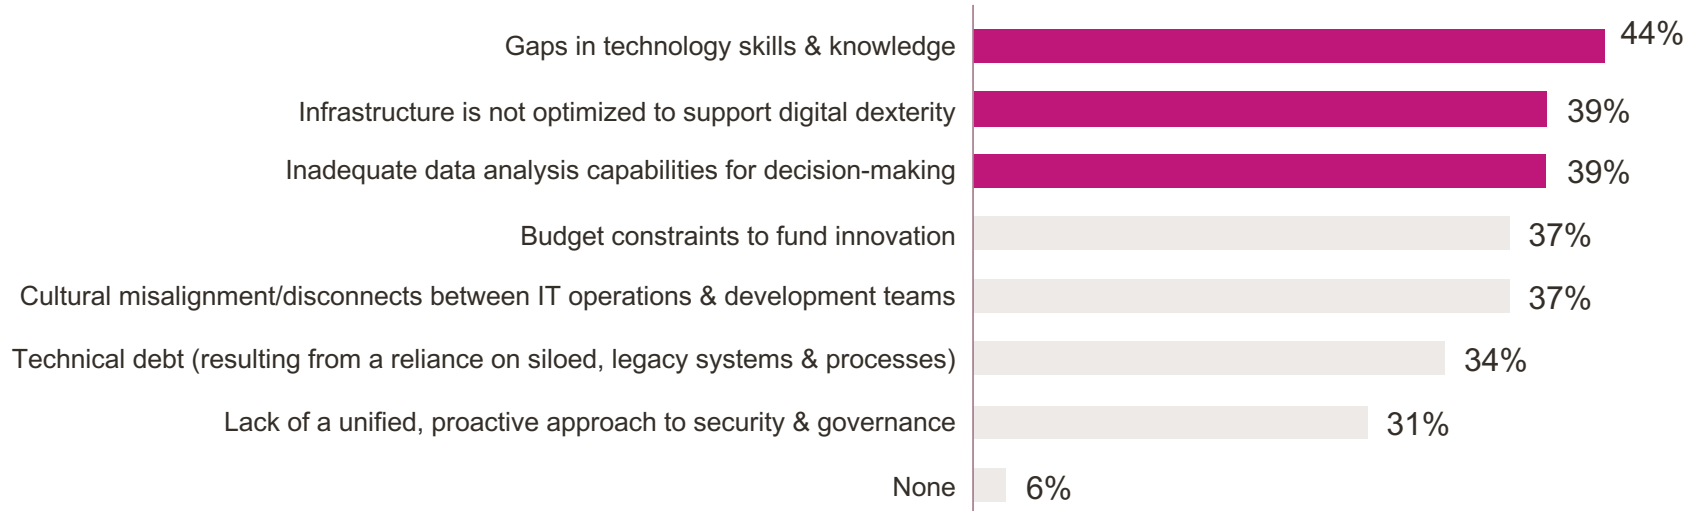 Gaps in technology skills & knowledge 44%
Infrastructure is not optimized to support digital dexterity 39%
Inadequate data analysis capabilities for decision-making 39%
Budget constraints to fund innovation 37%
Cultural misalignment/disconnects between IT operations & development teams 37%
Technical debt (resulting from a reliance on siloed, legacy systems & processes) 34%
Lack of a unified, proactive approach to security & governance 31%
None 6%